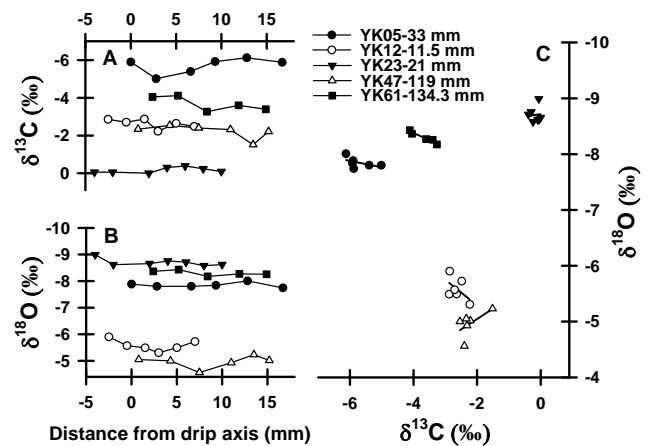 -5 0 5 10 15
A
-6
-4
-2
0
δ13C (‰)
YK05-33 mm
YK12-11.5 mm
YK23-21 mm
YK47-119 mm
YK61-134.3 mm
C
-10
-9
-8
-7
-6
-5
-4
δ18O (‰)
B
-10
-9
-8
-7
-6
-5
δ18O (‰)
-5 0 5 10 15
Distance from drip axis (mm)
-6 -4 -2 0
δ13C (‰)